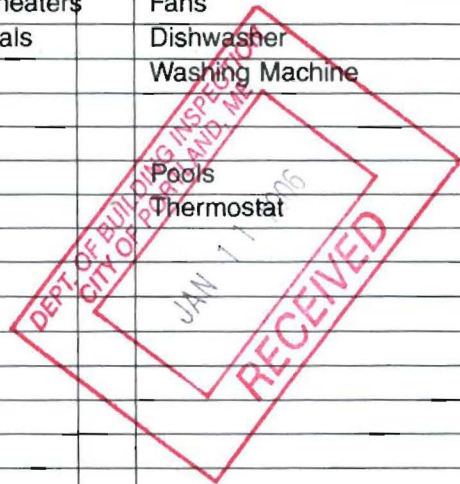 heaters Fans
als Dishwasher
Washing Machine
Pools
Thermostat
DEPT. OF BUILDING INSPECTION
CITY OF PORTLAND, ME
JAN 11 2006
RECEIVED